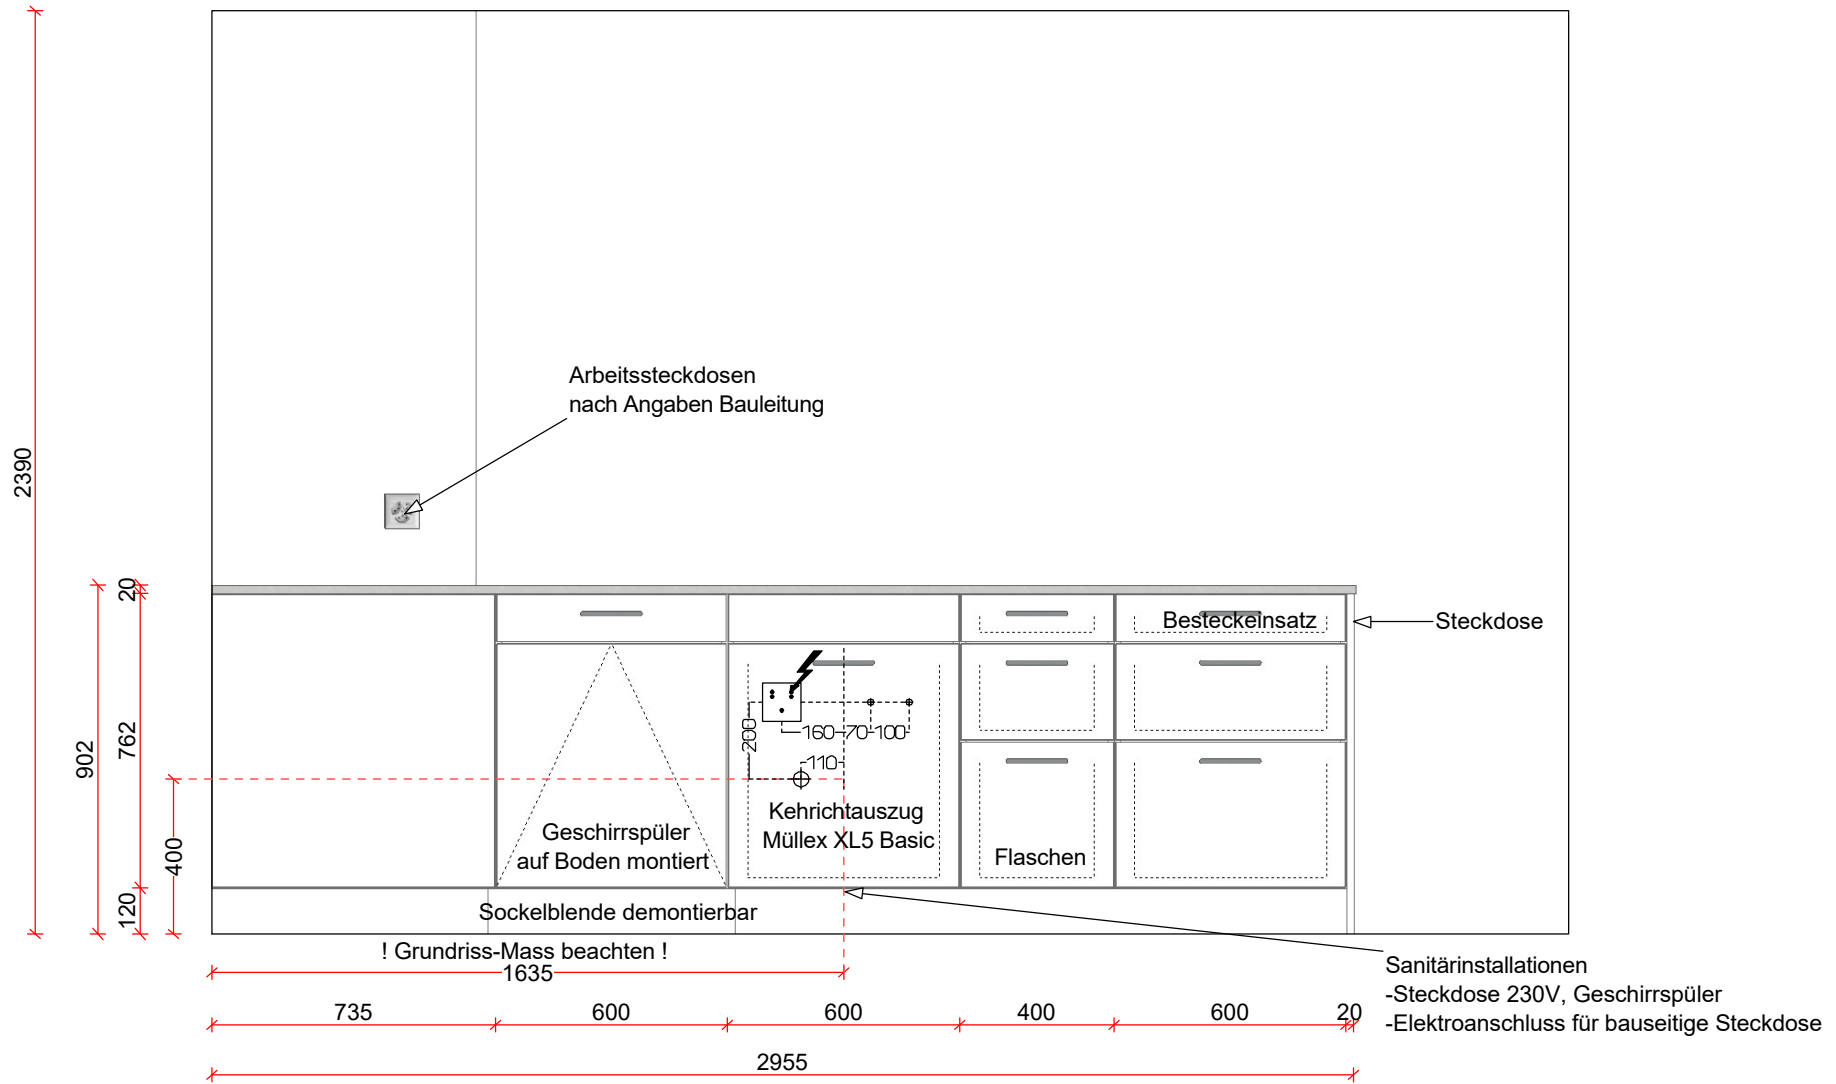 Arbeitssteckdosen
nach Angaben Bauleitung
2390
20
902
762
400
120
Besteckeinsatz
Steckdose
200
160 70 100
110
Kehrichtauszug
Müllex XL5 Basic
Geschirrspüler
auf Boden montiert
Flaschen
Sockelblende demontierbar
! Grundriss-Mass beachten !
1635
Sanitärinstallationen
-Steckdose 230V, Geschirrspüler
-Elektroanschluss für bauseitige Steckdose
735 600 600 400 600 20
2955